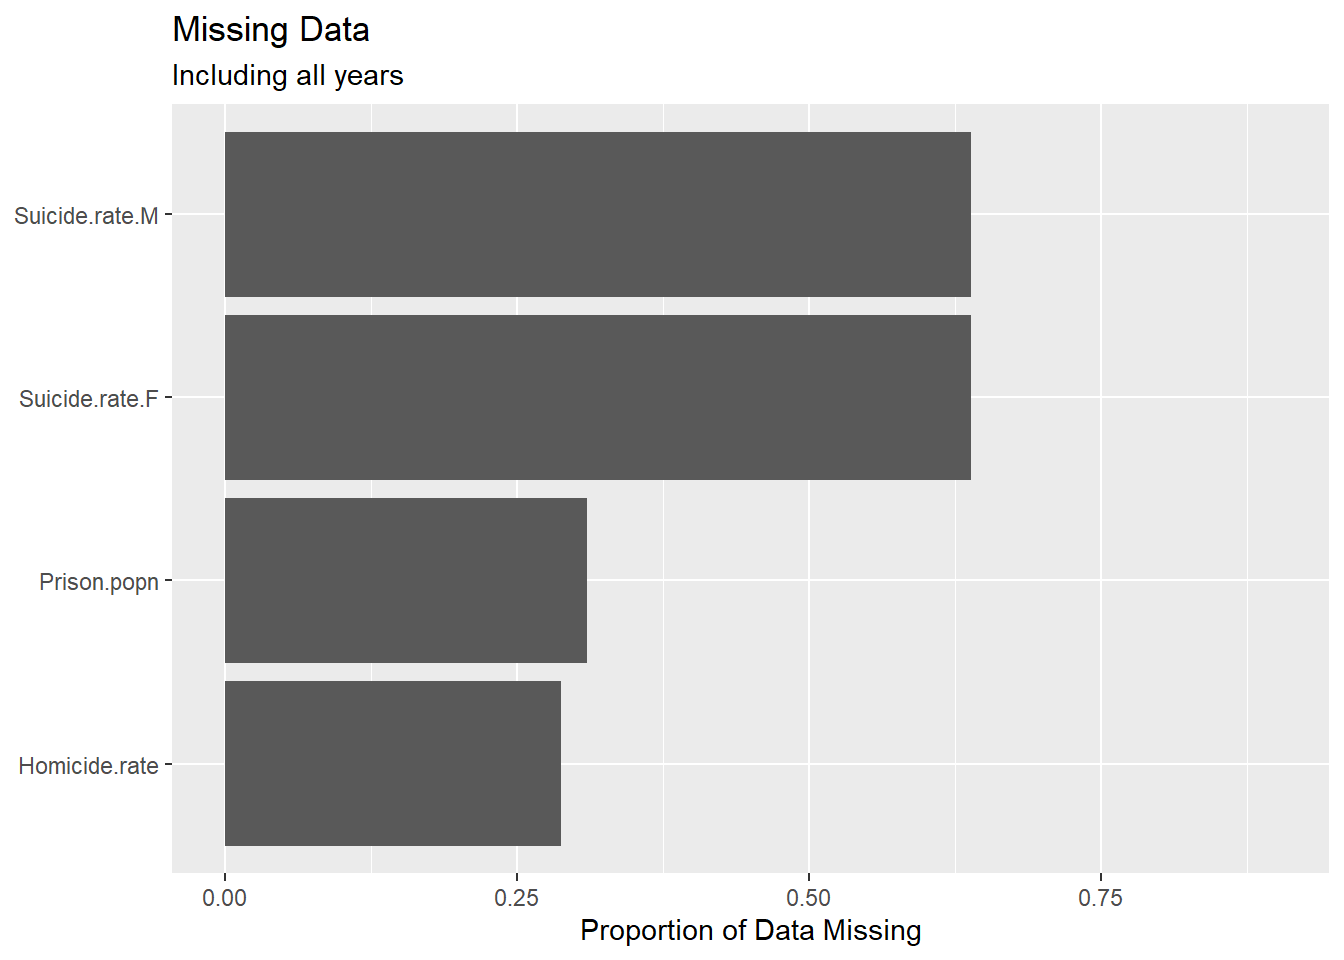 Missing Data
Including all years
Suicide.rate.M
Suicide.rate.F
Prison.popn
Homicide.rate
0.00 0.25 0.50 0.75
Proportion of Data Missing